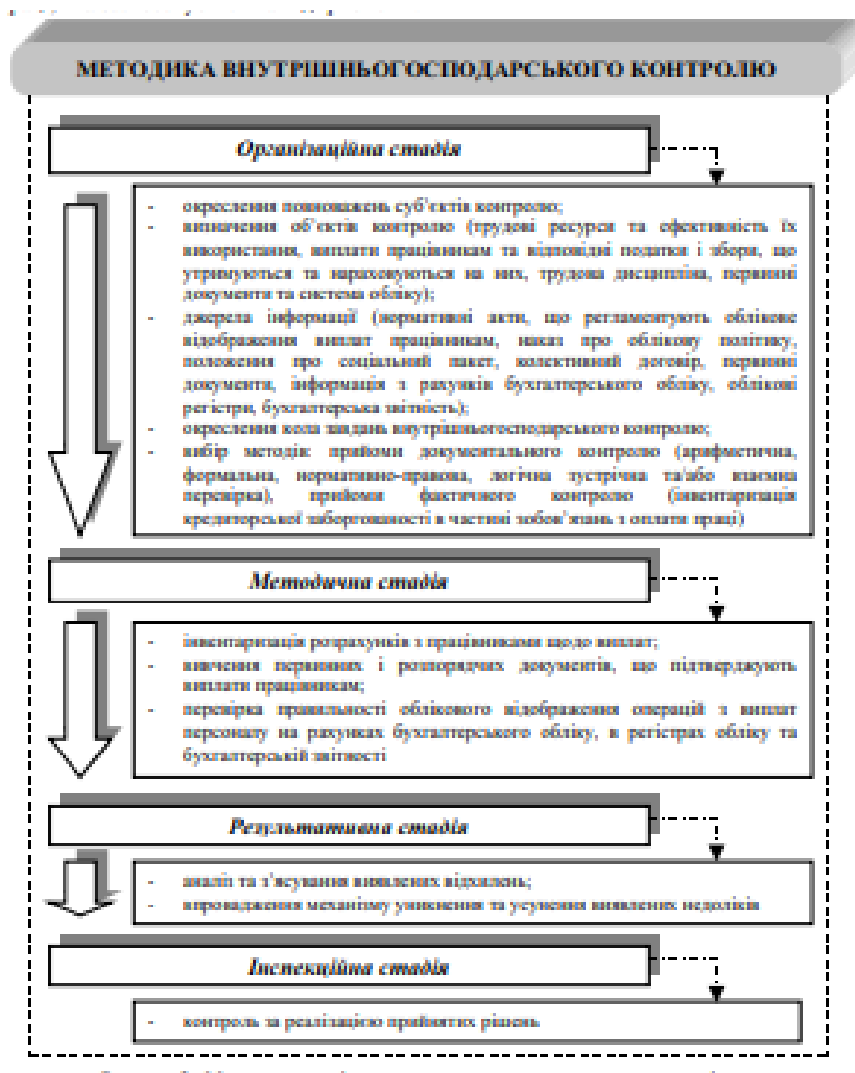 МЕТОДИКА ВНУТРІШНЬОГОСПОДАРСЬКОГО КОНТРОЛЮ
Організаційна стадія
- окреслення повноважень суб’єктів контролю;
- визначення об’єктів контролю (трудові ресурси та ефективність їх
використання, виплати працівникам та відповідні податки і збори, що
утримуються та нараховуються на них, трудова дисципліна, первинні
документи та система обліку);
- джерела інформації (нормативні акти, що регламентують облікове
відображення виплат працівникам, наказ про облікову політику,
положення про соціальний пакет, колективний договір, первинні
документи, інформація з рахунків бухгалтерського обліку, облікові
регістри, бухгалтерська звітність);
- окреслення кола завдань внутрішньогосподарського контролю;
- вибір методів: прийоми документального контролю (арифметична,
формальна, нормативно-правова, логічна зустрічна та/або взаємна
перевірка), прийоми фактичного контролю (інвентаризація
кредиторської заборгованості в частині зобов’язань з оплати праці)
Методична стадія
- інвентаризація розрахунків з працівниками щодо виплат;
- вивчення первинних і розпорядчих документів, що підтверджують
виплати працівникам;
- перевірка правильності облікового відображення операцій з виплат
персоналу на рахунках бухгалтерського обліку, в регістрах обліку та
бухгалтерській звітності
Результативна стадія
- аналіз та з’ясування виявлених відхилень;
- впровадження механізму уникнення та усунення виявлених недоліків
Інспекційна стадія
- контроль за реалізацією прийнятих рішень